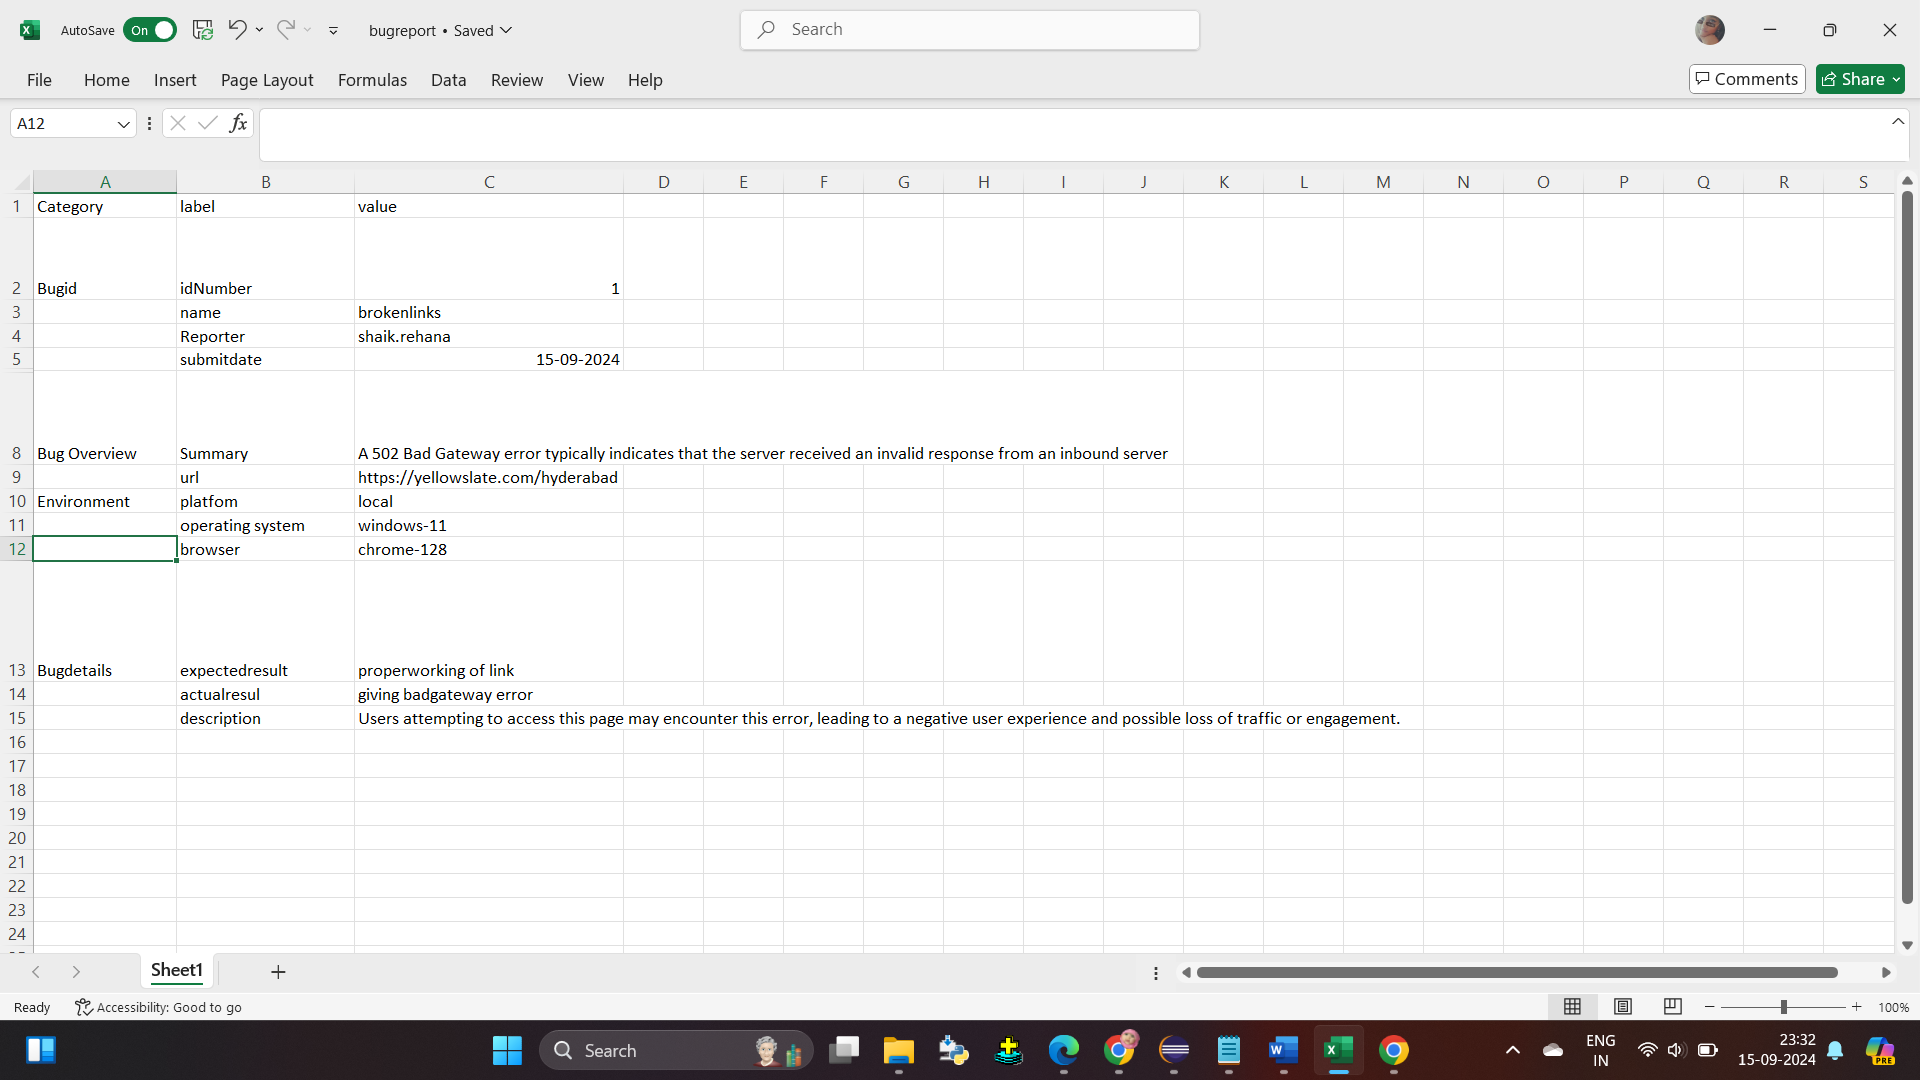 AutoSave On bugreport • Saved Search
File Home Insert Page Layout Formulas Data Review View Help Comments Share
A12 fx
A B C D E F G H I J K L M N O P Q R S
1 Category label value
2 Bugid idNumber 1
3 name brokenlinks
4 Reporter shaik.rehana
5 submitdate 15-09-2024
8 Bug Overview Summary A 502 Bad Gateway error typically indicates that the server received an invalid response from an inbound server
9 url https://yellowslate.com/hyderabad
10 Environment platfom local
11 operating system windows-11
12 browser chrome-128
13 Bugdetails expectedresult properworking of link
14 actualresul giving badgateway error
15 description Users attempting to access this page may encounter this error, leading to a negative user experience and possible loss of traffic or engagement.
16
17
18
19
20
21
22
23
24
Sheet1
Ready Accessibility: Good to go 100%
Search ENG 23:32
IN 15-09-2024 PRE